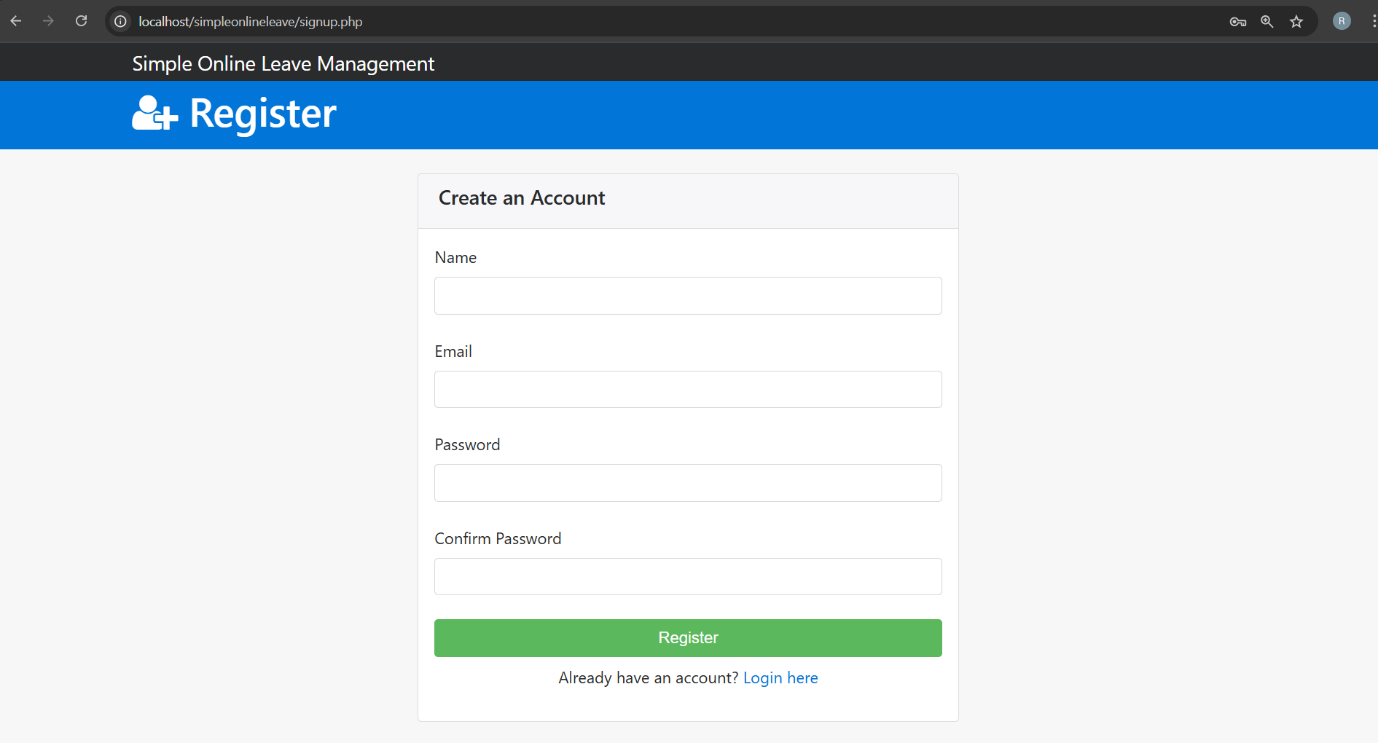 localhost/simpleonlineleave/signup.php
R
Simple Online Leave Management
Register
Create an Account
Name
Email
Password
Confirm Password
Register
Already have an account? Login here